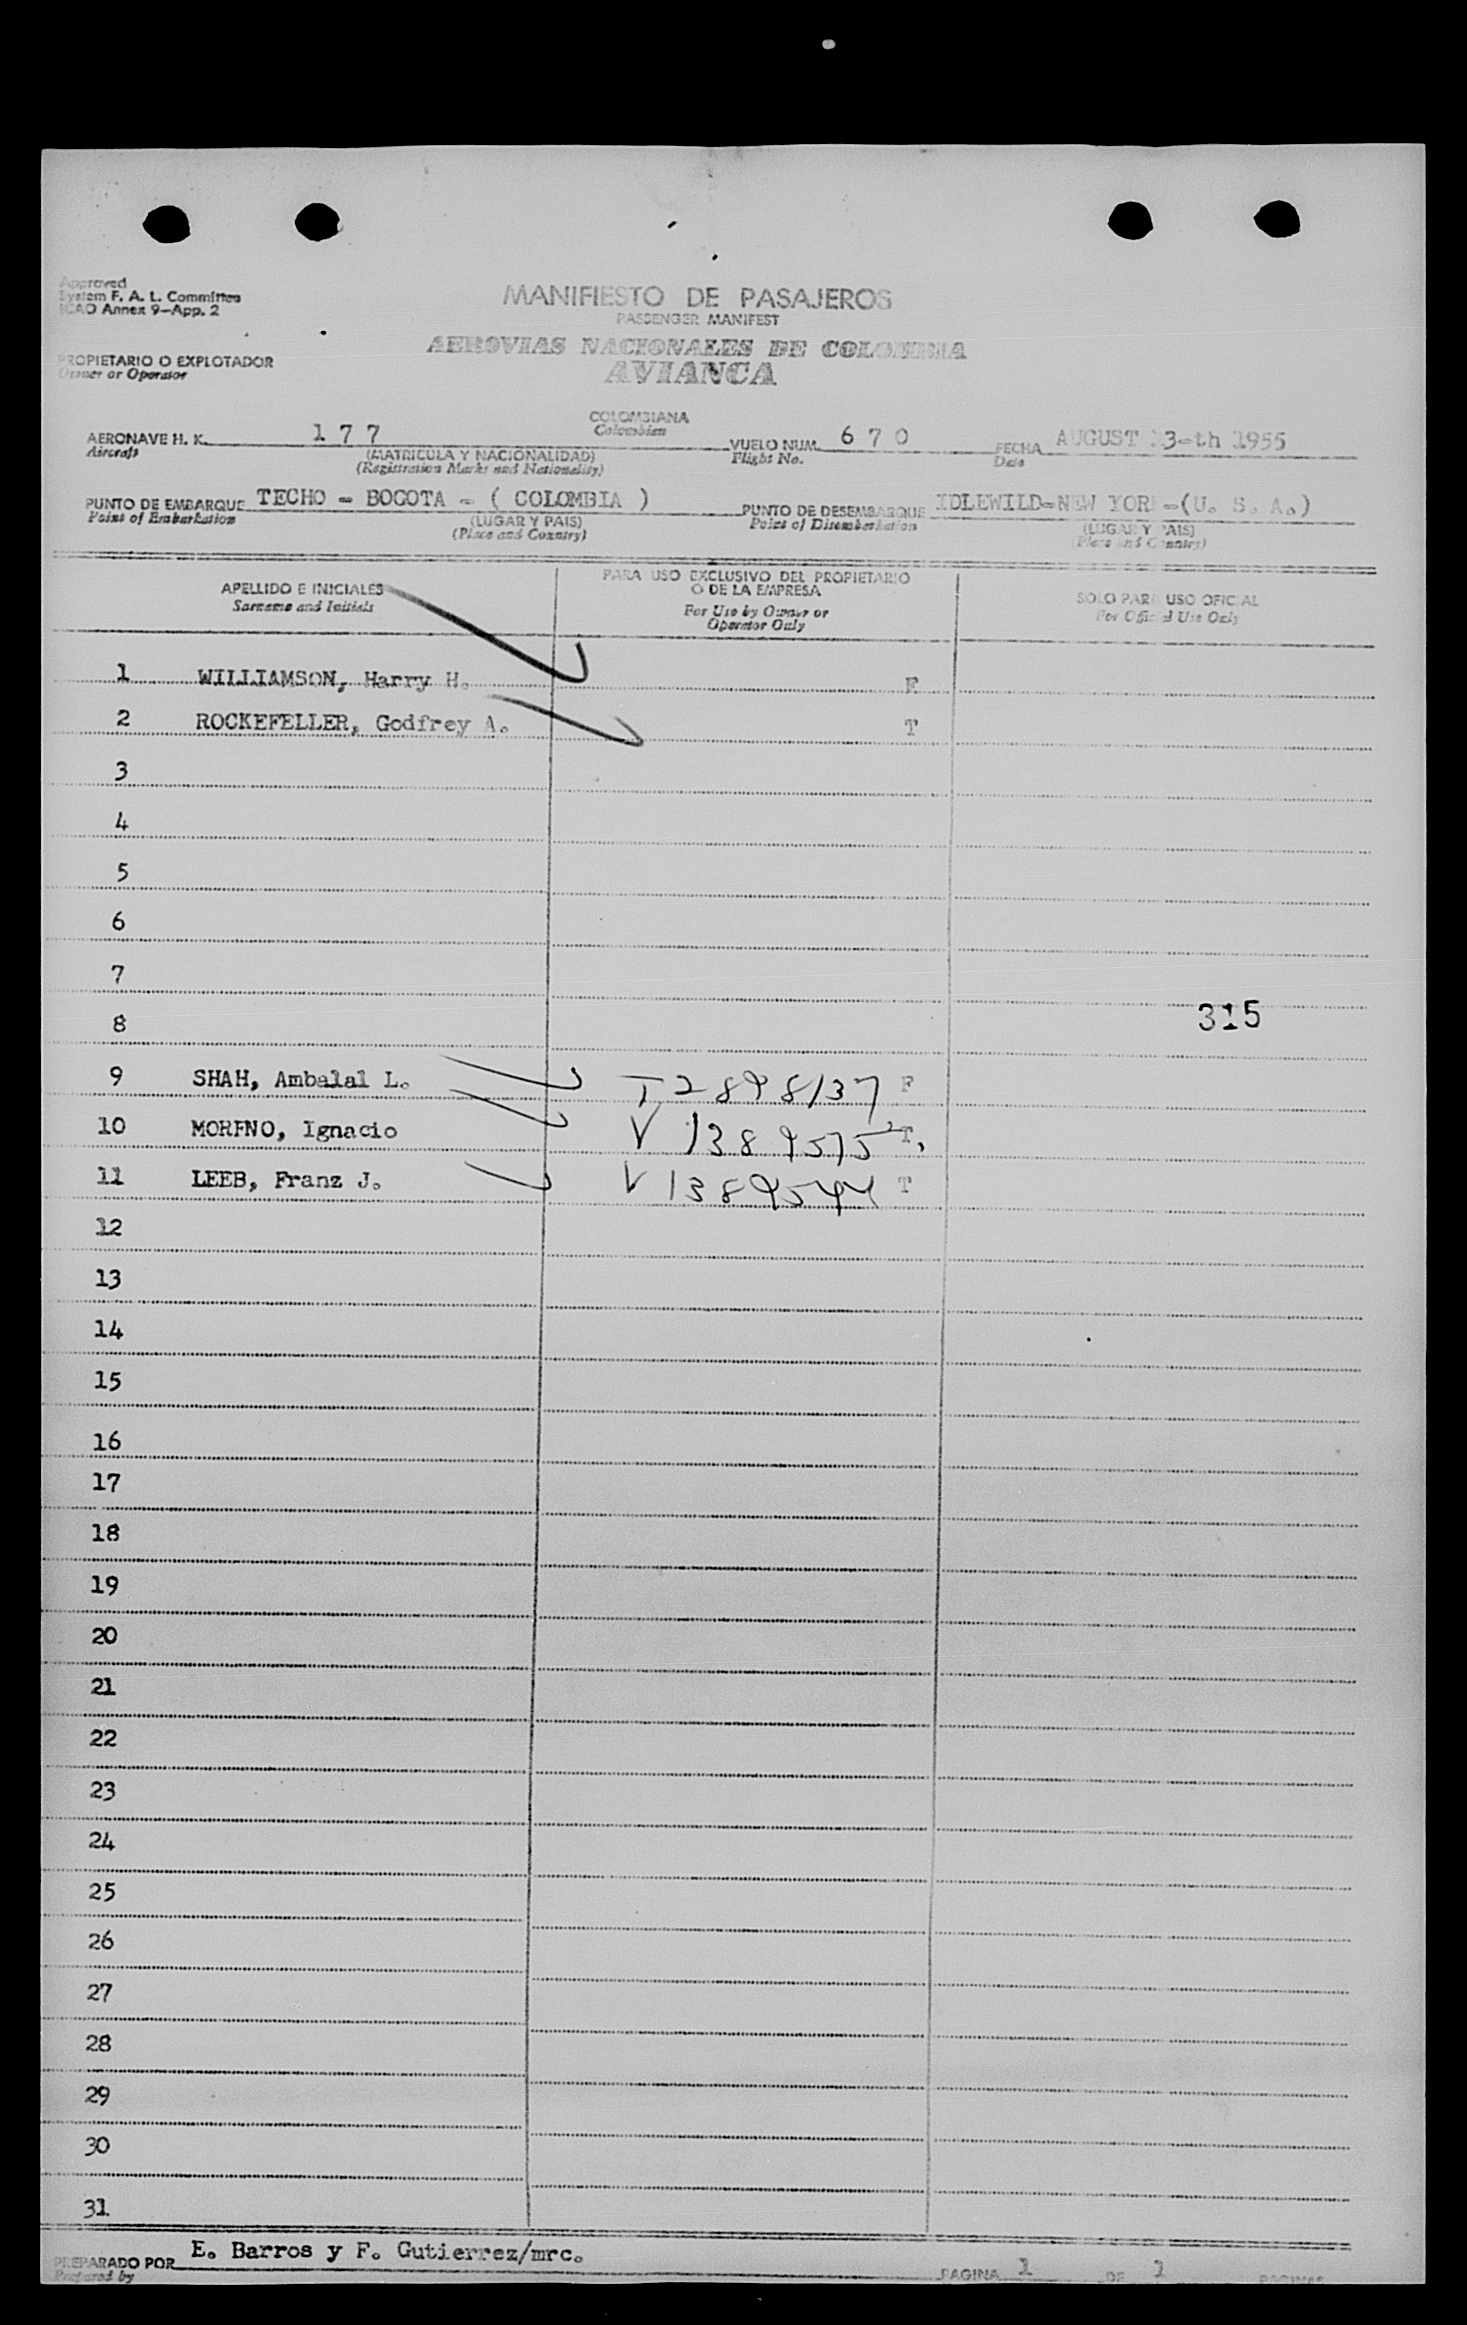 Approved
System F. A. L. Committee
ICAO Annex 9-App. 2
MANIFIESTO DE PASAJEROS
PASSENGER MANIFEST
AEROVIAS NACIONALES DE COLOMBIA
AVIANCA
PROPIETARIO O EXPLOTADOR
Owner or Operator
COLOMBIANA
Colombian
AERONAVE H. K. 177 VUELO NUM. 670 FECHA AUGUST 13-th 1955
Aircraft (MATRICULA Y NACIONALIDAD) Flight No. Date
(Registration Marks and Nationality)
PUNTO DE EMBARQUE TECHO - BOGOTA - ( COLOMBIA ) PUNTO DE DESEMBARQUE IDLEWILD-NEW YORK-(U. S. A.)
Point of Embarkation (LUGAR Y PAIS) Point of Disembarkation (LUGAR Y PAIS)
(Place and Country) (Place and Country)
APELLIDO E INICIALES PARA USO EXCLUSIVO DEL PROPIETARIO SOLO PARA USO OFICIAL
Surname and Initials O DE LA EMPRESA For Official Use Only
For Use by Owner or
Operator Only
1 WILLIAMSON, Harry H. F
2 ROCKEFELLER, Godfrey A. T
3
4
5
6
7
8 315
9 SHAH, Ambalal L. T2898137 F
10 MORENO, Ignacio V 1389575 T.
11 LEEB, Franz J. V 1389544 T
12
13
14
15
16
17
18
19
20
21
22
23
24
25
26
27
28
29
30
31
PREPARADO POR E. Barros y F. Gutierrez/mrc.
Prepared by PAGINA 1 DE 1 PAGINAS